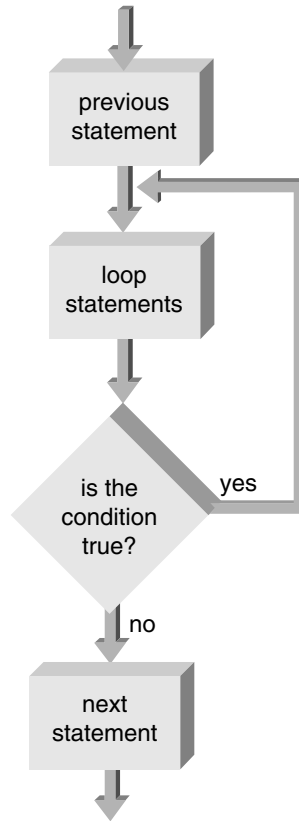 previous
statement
loop
statements
is the
condition
true?
yes
no
next
statement